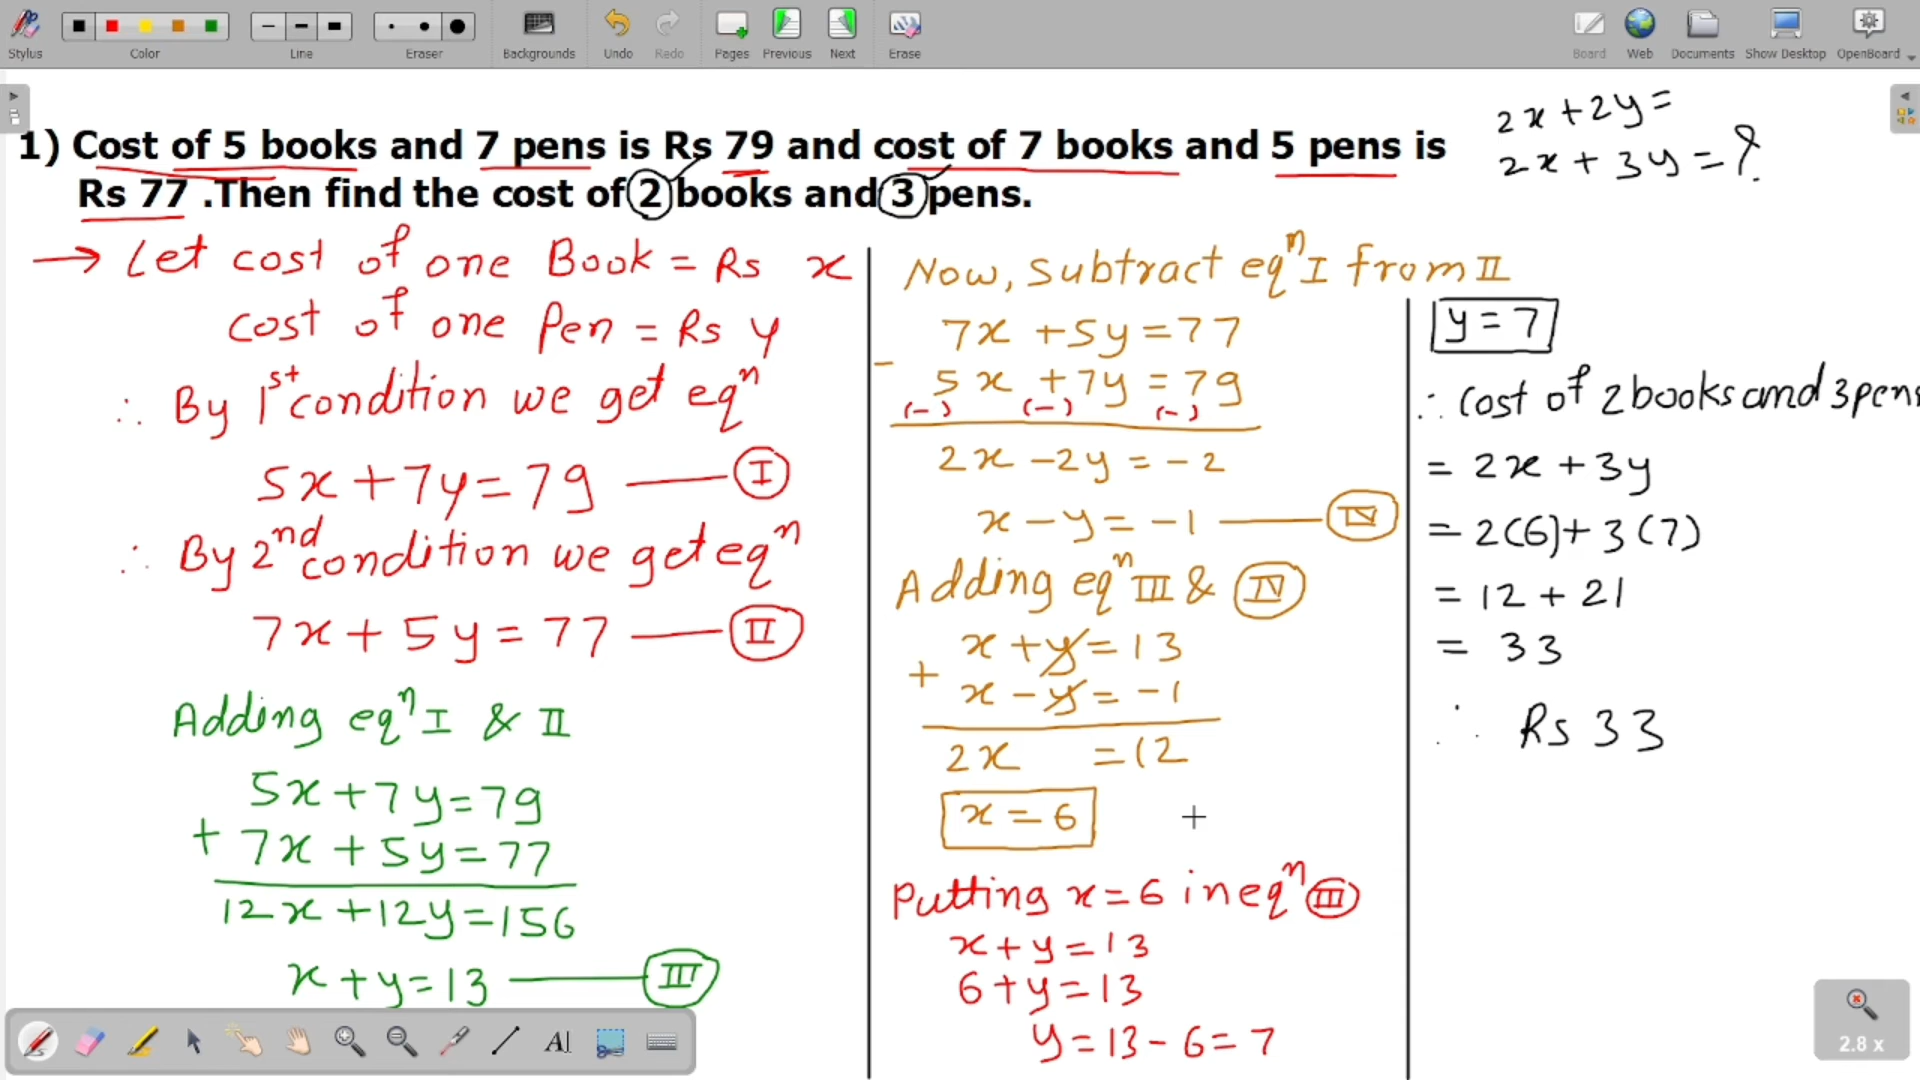 Stylus Color Line Eraser Backgrounds Undo Redo Pages Previous Next Erase Board Web Documents Show Desktop OpenBoard
1) Cost of 5 books and 7 pens is Rs 79 and cost of 7 books and 5 pens is
Rs 77 .Then find the cost of 2 books and 3 pens.
2x+2y=
2x+3y=?
→ Let cost of one Book = Rs x
cost of one Pen = Rs y
∴ By 1st condition we get eqn
5x+7y=79 — I
∴ By 2nd condition we get eqn
7x+5y=77 — II
Adding eqn I & II
5x+7y=79
+ 7x+5y=77
12x+12y=156
x+y=13 — III
Now, Subtract eqn I from II
7x+5y=77
- 5x+7y=79
(-) (-) (-)
2x-2y=-2
x-y=-1 — IV
Adding eqn III & IV
x+y=13
+ x-y=-1
2x =12
x=6
+
Putting x=6 in eqn III
x+y=13
6+y=13
y=13-6=7
y=7
∴ cost of 2 books and 3 pens
= 2x+3y
= 2(6)+3(7)
= 12+21
= 33
∴ Rs 33
AI
2.8 x